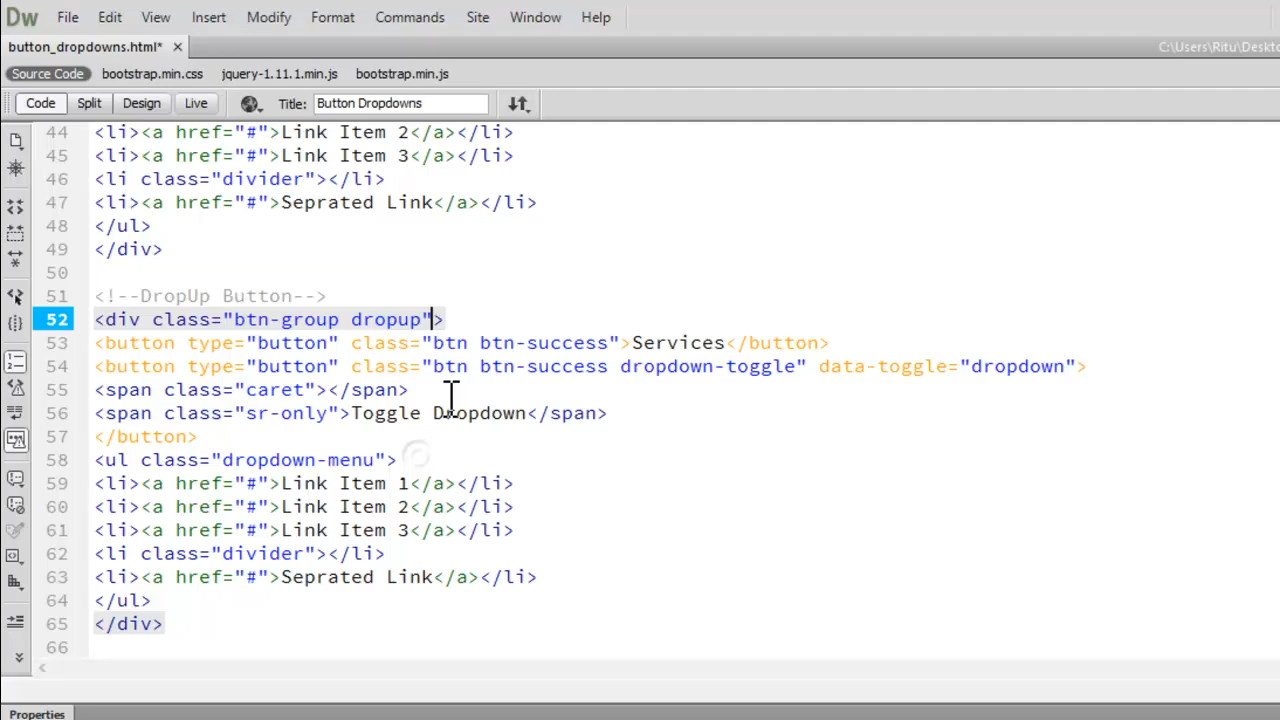 Dw File Edit View Insert Modify Format Commands Site Window Help
button_dropdowns.html* × C:\Users\Ritu\Deskto
Source Code bootstrap.min.css jquery-1.11.1.min.js bootstrap.min.js
Code Split Design Live Title: Button Dropdowns
44 <li><a href="#">Link Item 2</a></li>
45 <li><a href="#">Link Item 3</a></li>
46 <li class="divider"></li>
47 <li><a href="#">Seprated Link</a></li>
48 </ul>
49 </div>
50
51 <!--DropUp Button-->
52 <div class="btn-group dropup">
53 <button type="button" class="btn btn-success">Services</button>
54 <button type="button" class="btn btn-success dropdown-toggle" data-toggle="dropdown">
55 <span class="caret"></span>
56 <span class="sr-only">Toggle Dropdown</span>
57 </button>
58 <ul class="dropdown-menu">
59 <li><a href="#">Link Item 1</a></li>
60 <li><a href="#">Link Item 2</a></li>
61 <li><a href="#">Link Item 3</a></li>
62 <li class="divider"></li>
63 <li><a href="#">Seprated Link</a></li>
64 </ul>
65 </div>
66
Properties